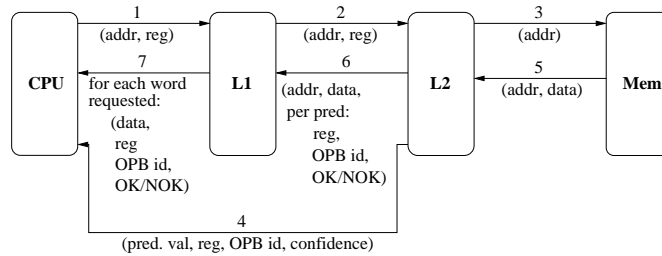 1
(addr, reg)
2
(addr, reg)
3
(addr)
CPU
7
for each word
requested:
(data,
reg
OPB id,
OK/NOK)
L1
6
(addr, data,
per pred:
reg,
OPB id,
OK/NOK)
L2
5
(addr, data)
Mem
4
(pred. val, reg, OPB id, confidence)